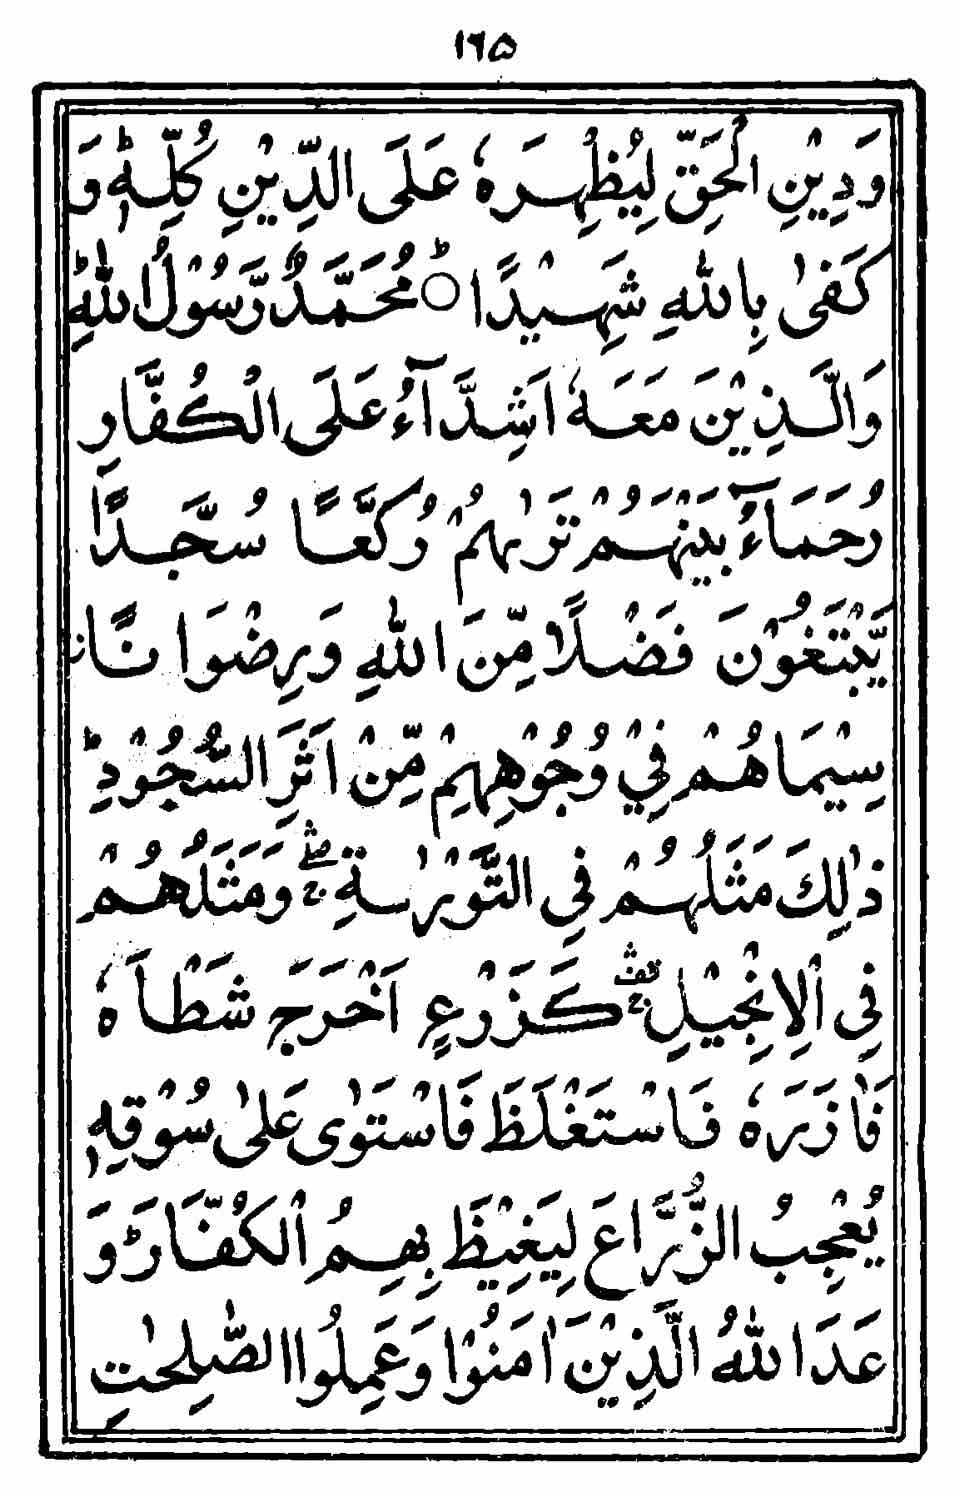 ١٦٥
وَدِيْنِ الْحَقِّ لِيُظْهِرَهٗ عَلَى الدِّيْنِ كُلِّهٖ ؕ وَ
كَفٰى بِاللّٰهِ شَهِيْدًا ○ ؕ مُحَمَّدٌ رَّسُوْلُ اللّٰهِ ؕ
وَالَّذِيْنَ مَعَهٗ اَشِدَّآءُ عَلَى الْكُفَّارِ
رُحَمَآءُ بَيْنَهُمْ تَرٰىهُمْ رُكَّعًا سُجَّدًا
يَّبْتَغُوْنَ فَضْلًا مِّنَ اللّٰهِ وَرِضْوَانًا ز
سِيْمَاهُمْ فِيْ وُجُوْهِهِمْ مِّنْ اَثَرِ السُّجُوْدِ ؕ
ذٰلِكَ مَثَلُهُمْ فِي التَّوْرٰىةِ ۖۛ وَمَثَلُهُمْ
فِي الْاِنْجِيْلِ ۛ كَزَرْعٍ اَخْرَجَ شَطْاَهٗ
فَاٰزَرَهٗ فَاسْتَغْلَظَ فَاسْتَوٰى عَلٰى سُوْقِهٖ
يُعْجِبُ الزُّرَّاعَ لِيَغِيْظَ بِهِمُ الْكُفَّارَ ؕ وَ
عَدَ اللّٰهُ الَّذِيْنَ اٰمَنُوْا وَعَمِلُوا الصّٰلِحٰتِ